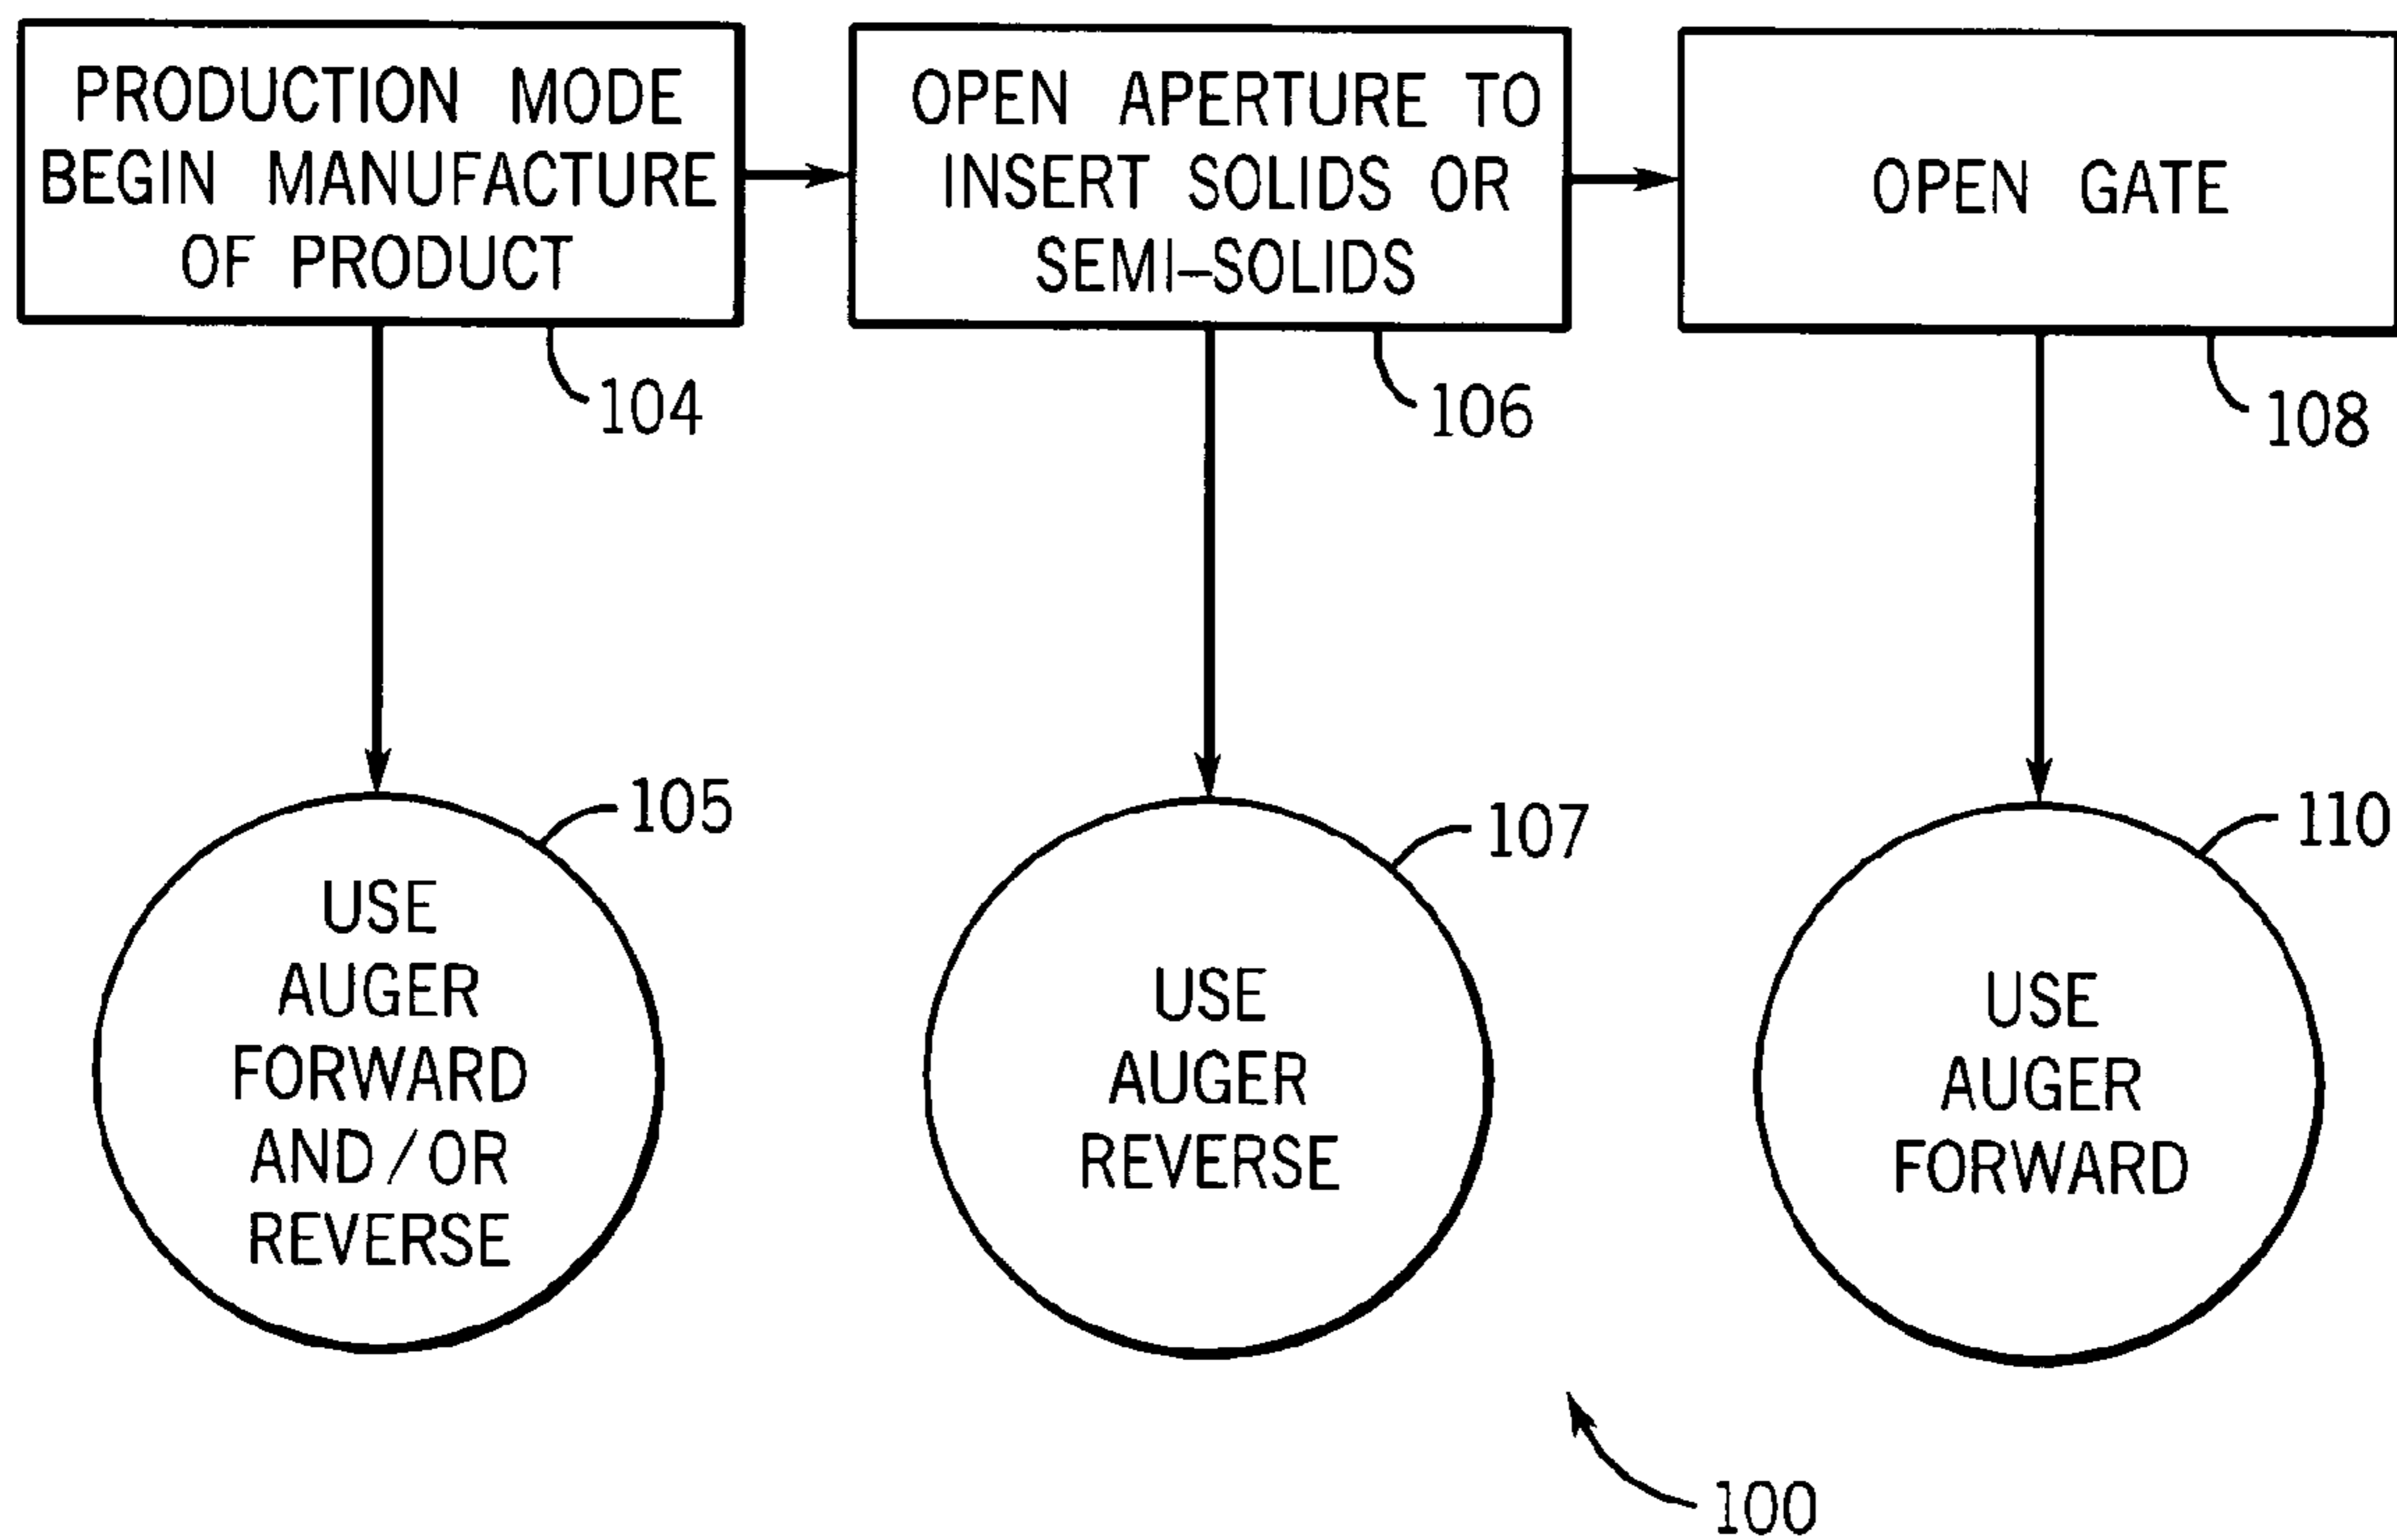 PRODUCTION MODE
BEGIN MANUFACTURE
OF PRODUCT
OPEN APERTURE TO
INSERT SOLIDS OR
SEMI-SOLIDS
OPEN GATE
104
106
108
105
USE
AUGER
FORWARD
AND/OR
REVERSE
107
USE
AUGER
REVERSE
110
USE
AUGER
FORWARD
100